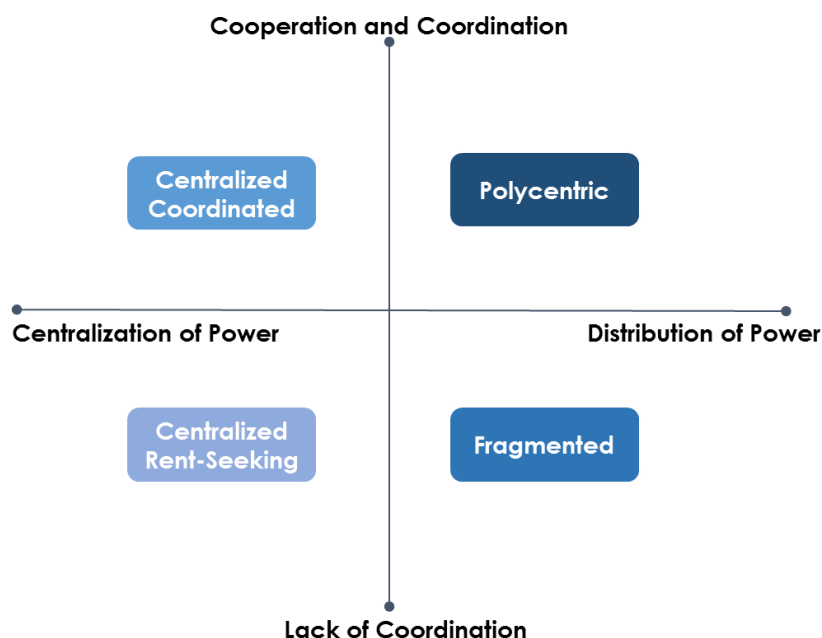 Cooperation and Coordination
Centralized
Coordinated
Polycentric
Centralization of Power
Distribution of Power
Centralized
Rent-Seeking
Fragmented
Lack of Coordination